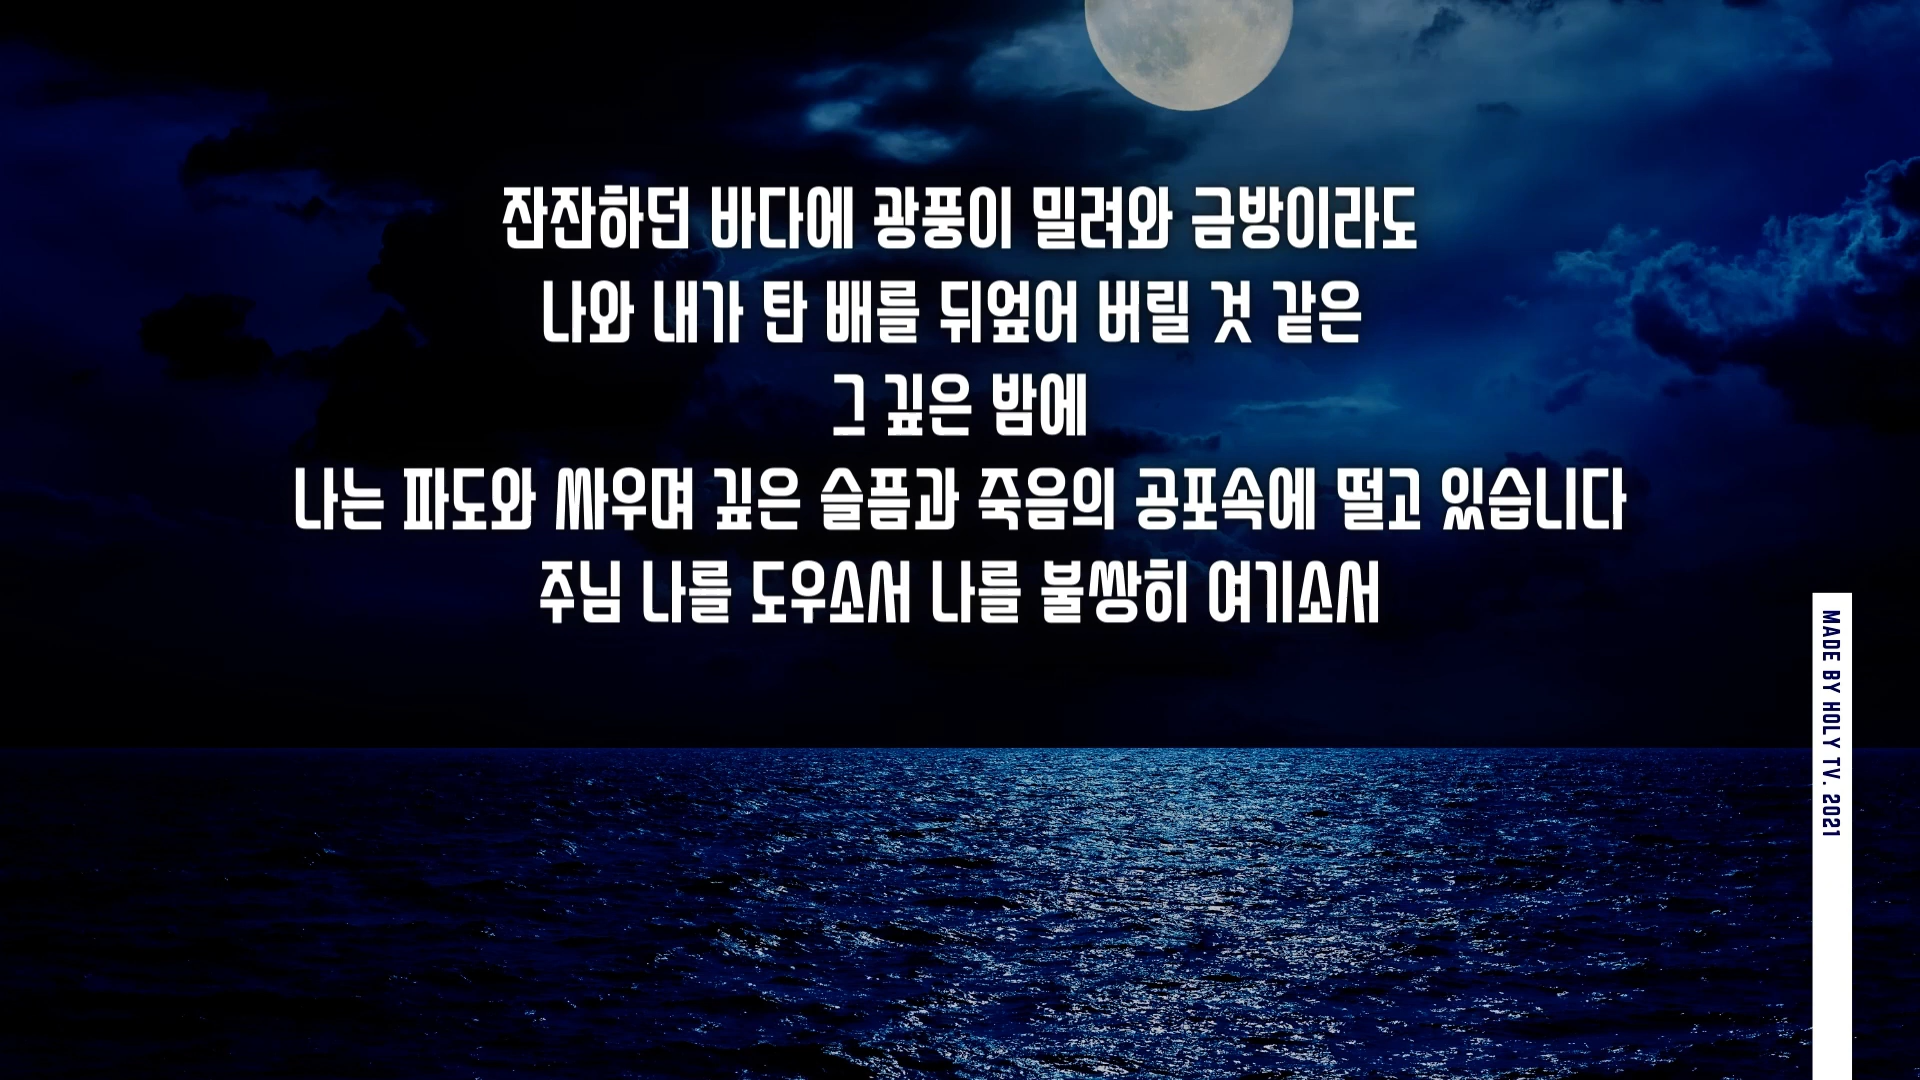 잔잔하던 바다에 광풍이 밀려와 금방이라도
나와 내가 탄 배를 뒤엎어 버릴 것 같은
그 깊은 밤에
나는 파도와 싸우며 깊은 슬픔과 죽음의 공포속에 떨고 있습니다
주님 나를 도우소서 나를 불쌍히 여기소서
MADE BY HOLY TV. 2021